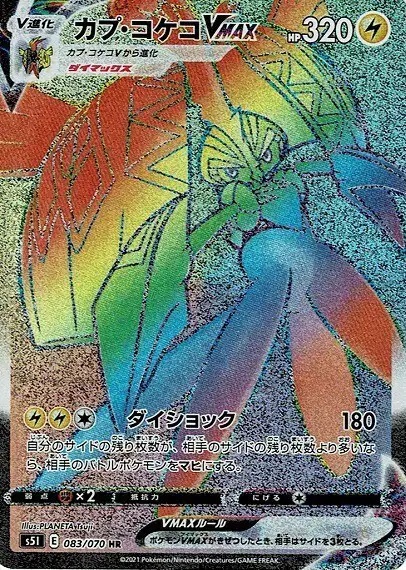 V進化
カプ・コケコVMAX
HP 320
カプ・コケコVから進化
ダイマックス
ダイショック 180
自分のサイドの残り枚数が、相手のサイドの残り枚数より多いな
ら、相手のバトルポケモンをマヒにする。
弱点 ×2 抵抗力 にげる
Illus.PLANETA Tsuji
VMAXルール
s5I E 083/070 HR
ポケモンVMAXがきぜつしたとき、相手はサイドを3枚とる。
©2021 Pokémon/Nintendo/Creatures/GAME FREAK